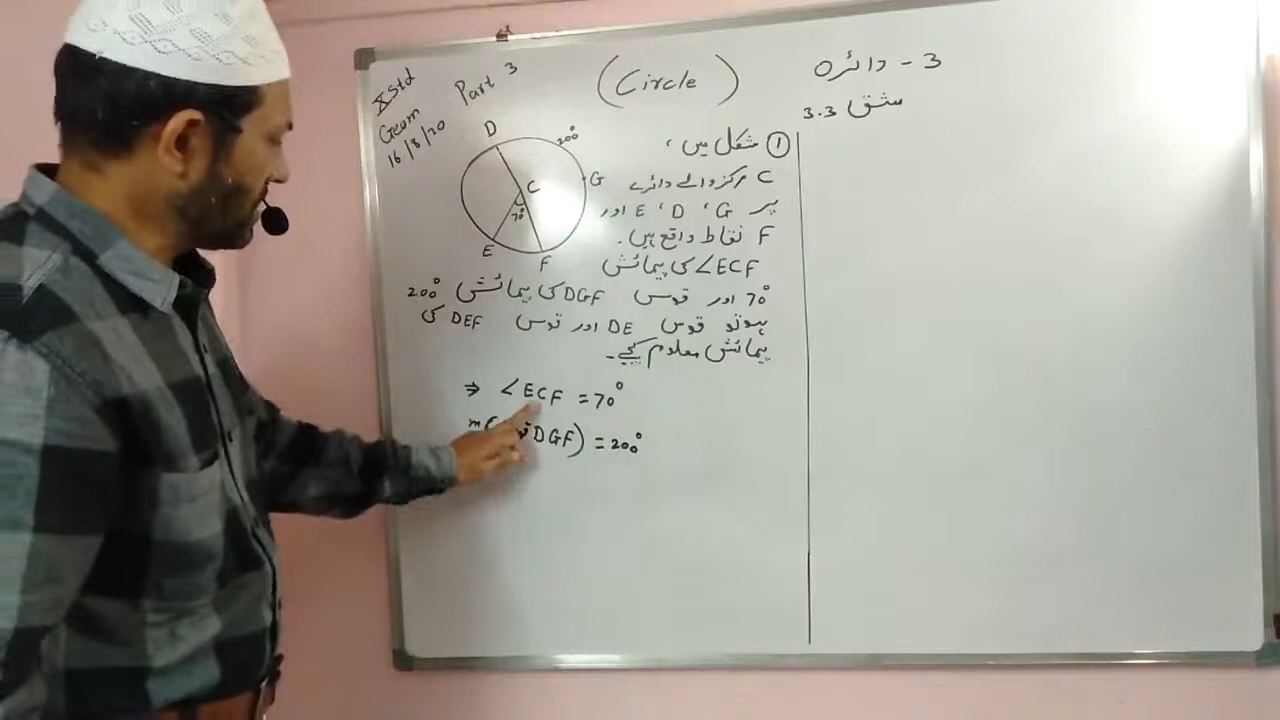 X Std
Geom
16/8/20
Part 3
(Circle)
3 - دائرہ
مشق 3.3
D
200°
G
C
70°
E
F
① شکل میں ،
C مرکز والے دائرے
پر E ، D ، G اور
F نقاط واقع ہیں۔
∠ECF کی پیمائش
70° اور قوس DGF کی پیمائش 200°
ہو تو قوس DE اور قوس DEF کی
پیمائش معلوم کیجیے۔
⇒ ∠ECF = 70°
m( DGF) = 200°